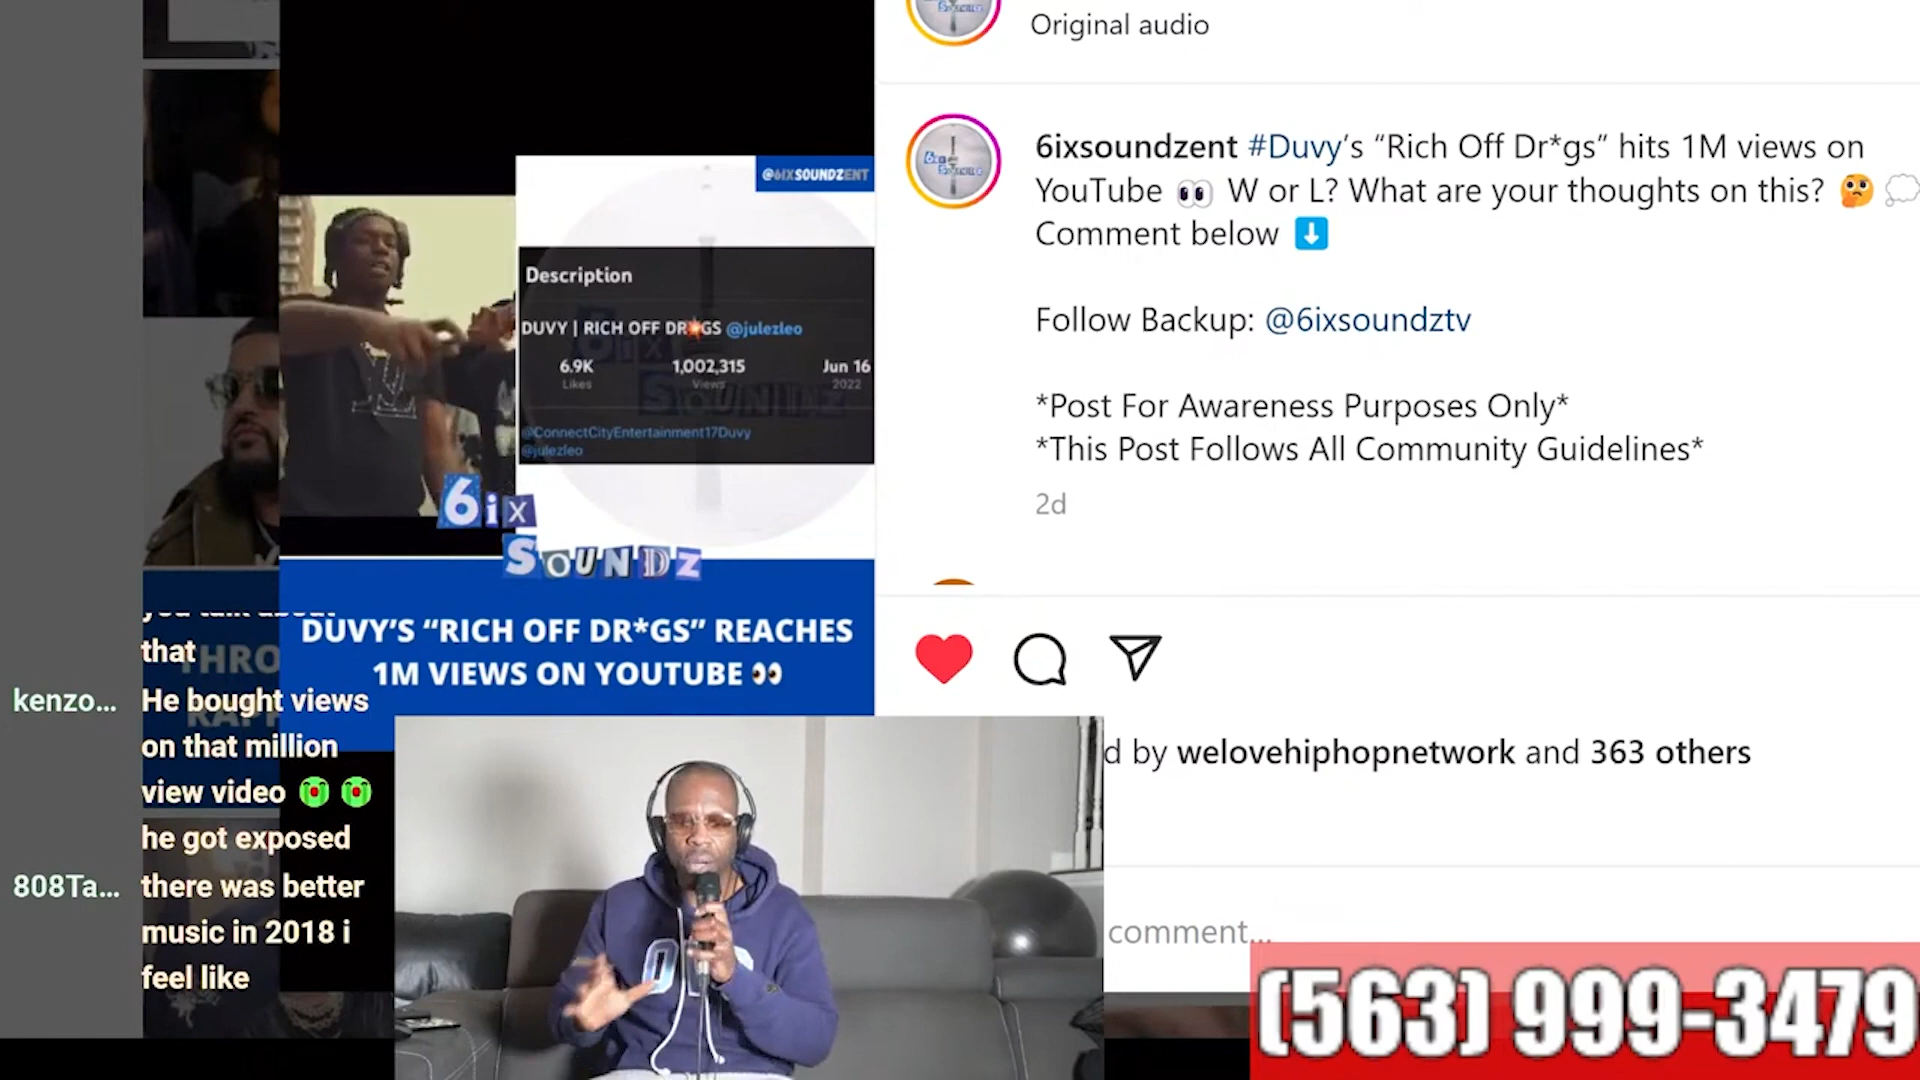 Original audio
6ixsoundzent #Duvy’s “Rich Off Dr*gs” hits 1M views on
YouTube 👀 W or L? What are your thoughts on this? 🤔 💭
Comment below ⬇️
Follow Backup: @6ixsoundztv
*Post For Awareness Purposes Only*
*This Post Follows All Community Guidelines*
2d
@6IXSOUNDZENT
Description
DUVY | RICH OFF DR💥GS @julezleo
6.9K
1,002,315
Jun 16
Likes
Views
2022
@ConnectCityEntertainment17Duvy
@julezleo
6ix
SOUNDZ
DUVY’S “RICH OFF DR*GS” REACHES
1M VIEWS ON YOUTUBE 👀
that
kenzo... He bought views
on that million
view video
he got exposed
808Ta... there was better
music in 2018 i
feel like
d by welovehiphopnetwork and 363 others
comment...
(563) 999-3479